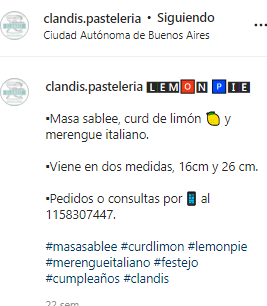 clandis.pasteleria • Siguiendo
Ciudad Autónoma de Buenos Aires
clandis.pasteleria 🅻🅴🅼🅾🅽 🅿🅸🅴
▪Masa sablee, curd de limón 🍋 y
merengue italiano.
▪Viene en dos medidas, 16cm y 26 cm.
▪Pedidos o consultas por📱al
1158307447.
#masasablee #curdlimon #lemonpie
#merengueitaliano #festejo
#cumpleaños #clandis
22 sem